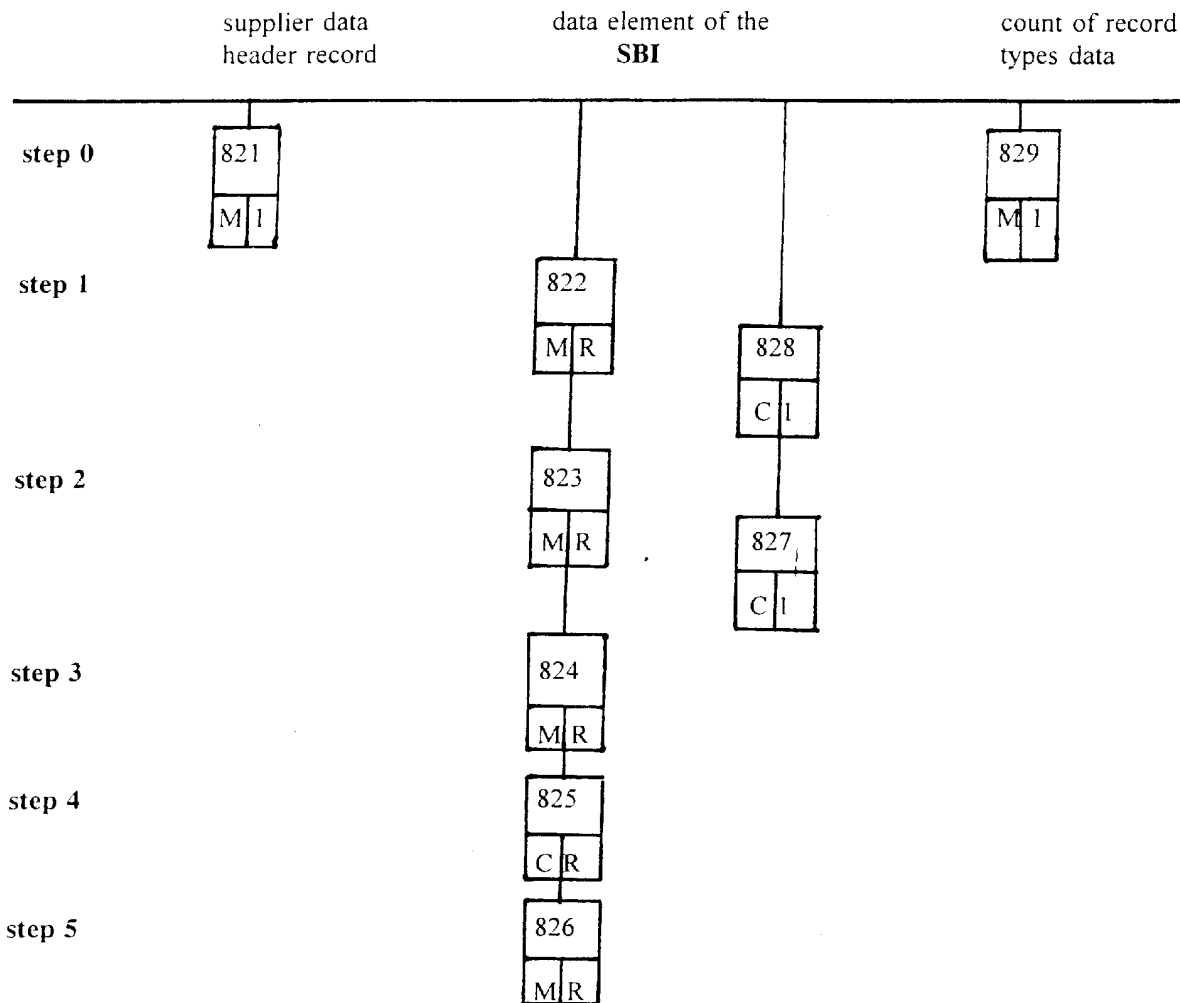 supplier data
header record
data element of the
SBI
count of record
types data
step 0
821
M 1
829
M 1
step 1
822
M R
828
C 1
step 2
823
M R
827
C 1
step 3
824
M R
step 4
825
C R
step 5
826
M R